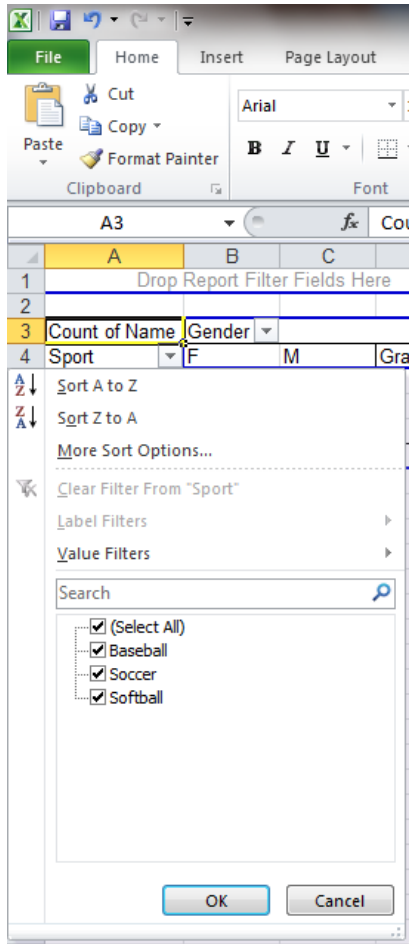 File Home Insert Page Layout
Cut
Arial
Copy
Paste
Format Painter
B I U
Clipboard
Font
A3 fx Cou
A B C
1 Drop Report Filter Fields Here
2
3 Count of Name Gender
4 Sport F M Gra
Sort A to Z
Sort Z to A
More Sort Options...
Clear Filter From "Sport"
Label Filters
Value Filters
Search
(Select All)
Baseball
Soccer
Softball
OK Cancel